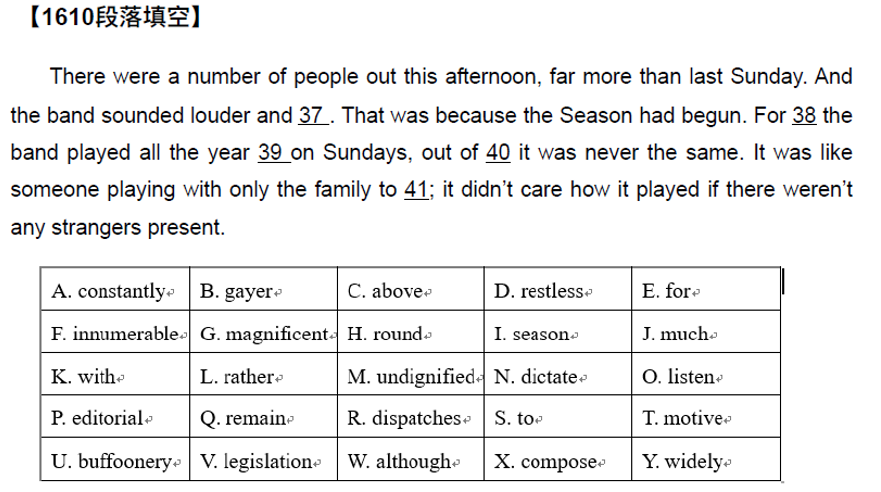 【1610段落填空】
There were a number of people out this afternoon, far more than last Sunday. And
the band sounded louder and 37 . That was because the Season had begun. For 38 the
band played all the year 39 on Sundays, out of 40 it was never the same. It was like
someone playing with only the family to 41; it didn’t care how it played if there weren’t
any strangers present.
A. constantly B. gayer C. above D. restless E. for
F. innumerable G. magnificent H. round I. season J. much
K. with L. rather M. undignified N. dictate O. listen
P. editorial Q. remain R. dispatches S. to T. motive
U. buffoonery V. legislation W. although X. compose Y. widely